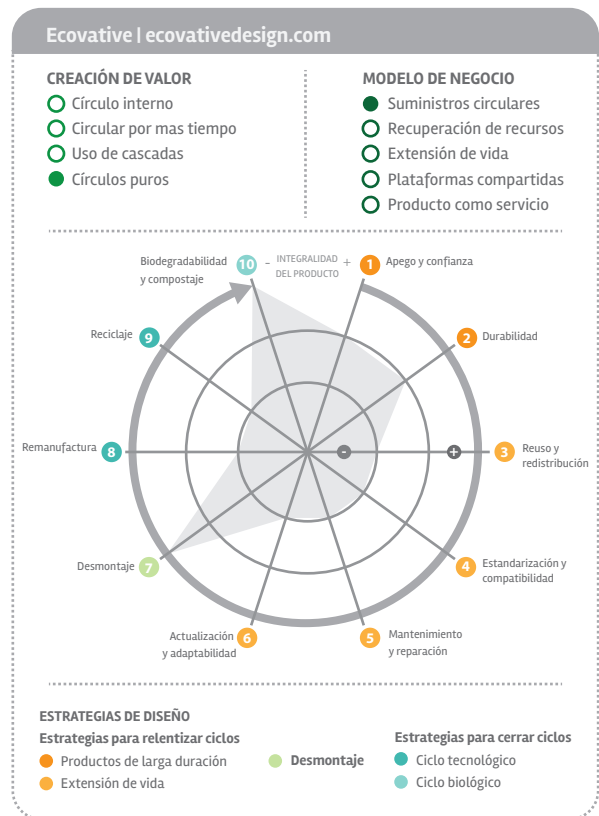 Ecovative | ecovativedesign.com
CREACIÓN DE VALOR
Círculo interno
Circular por mas tiempo
Uso de cascadas
Círculos puros
MODELO DE NEGOCIO
Suministros circulares
Recuperación de recursos
Extensión de vida
Plataformas compartidas
Producto como servicio
- INTEGRALIDAD +
DEL PRODUCTO
1 Apego y confianza
2 Durabilidad
3 Reuso y
redistribución
4 Estandarización y
compatibilidad
5 Mantenimiento
y reparación
6 Actualización
y adaptabilidad
7 Desmontaje
8 Remanufactura
9 Reciclaje
10 Biodegradabilidad
y compostaje
- +
ESTRATEGIAS DE DISEÑO
Estrategias para relentizar ciclos
Productos de larga duración
Extensión de vida
Desmontaje
Estrategias para cerrar ciclos
Ciclo tecnológico
Ciclo biológico